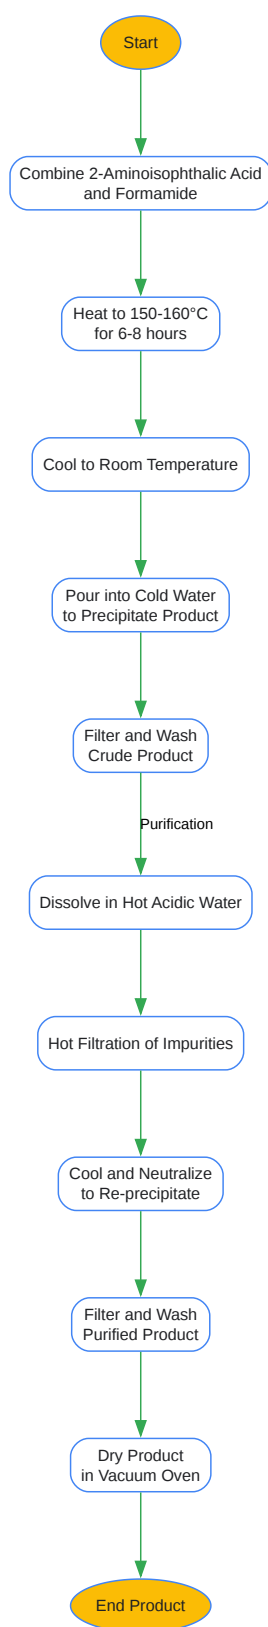 Start
Combine 2-Aminoisophthalic Acid
and Formamide
Heat to 150-160°C
for 6-8 hours
Cool to Room Temperature
Pour into Cold Water
to Precipitate Product
Filter and Wash
Crude Product
Purification
Dissolve in Hot Acidic Water
Hot Filtration of Impurities
Cool and Neutralize
to Re-precipitate
Filter and Wash
Purified Product
Dry Product
in Vacuum Oven
End Product